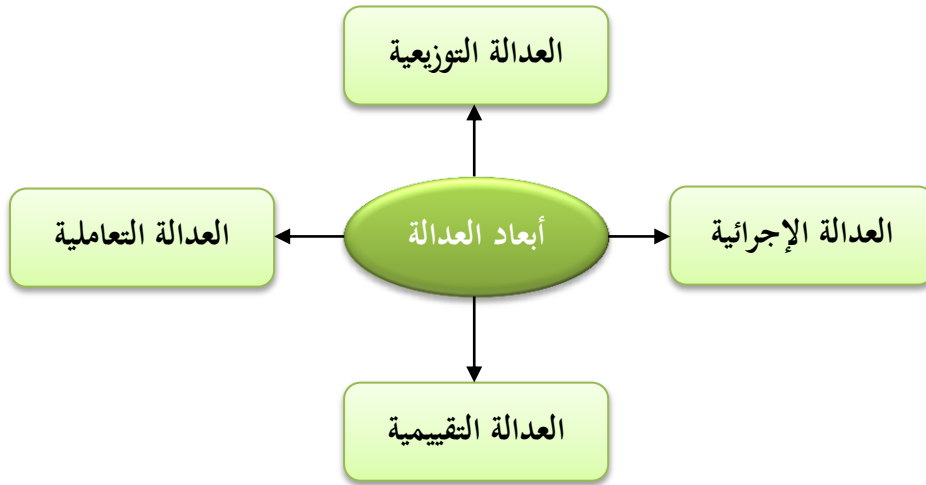 العدالة التوزيعية
العدالة الإجرائية
أبعاد العدالة
العدالة التعاملية
العدالة التقييمية